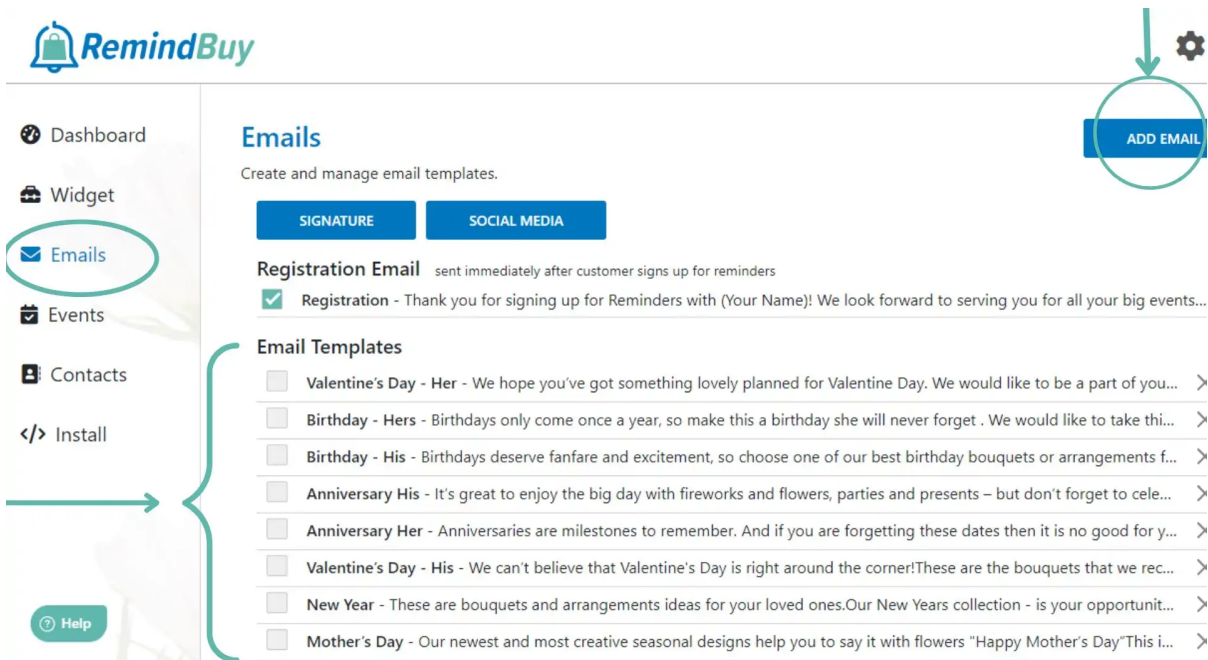 RemindBuy
Dashboard
Widget
Emails
Events
Contacts
</> Install
? Help
Emails
ADD EMAIL
Create and manage email templates.
SIGNATURE
SOCIAL MEDIA
Registration Email sent immediately after customer signs up for reminders
Registration - Thank you for signing up for Reminders with (Your Name)! We look forward to serving you for all your big events...
Email Templates
Valentine’s Day - Her - We hope you’ve got something lovely planned for Valentine Day. We would like to be a part of you...
Birthday - Hers - Birthdays only come once a year, so make this a birthday she will never forget . We would like to take thi...
Birthday - His - Birthdays deserve fanfare and excitement, so choose one of our best birthday bouquets or arrangements f...
Anniversary His - It’s great to enjoy the big day with fireworks and flowers, parties and presents – but don’t forget to cele...
Anniversary Her - Anniversaries are milestones to remember. And if you are forgetting these dates then it is no good for y...
Valentine’s Day - His - We can’t believe that Valentine's Day is right around the corner!These are the bouquets that we rec...
New Year - These are bouquets and arrangements ideas for your loved ones.Our New Years collection - is your opportunit...
Mother’s Day - Our newest and most creative seasonal designs help you to say it with flowers "Happy Mother’s Day"This i...